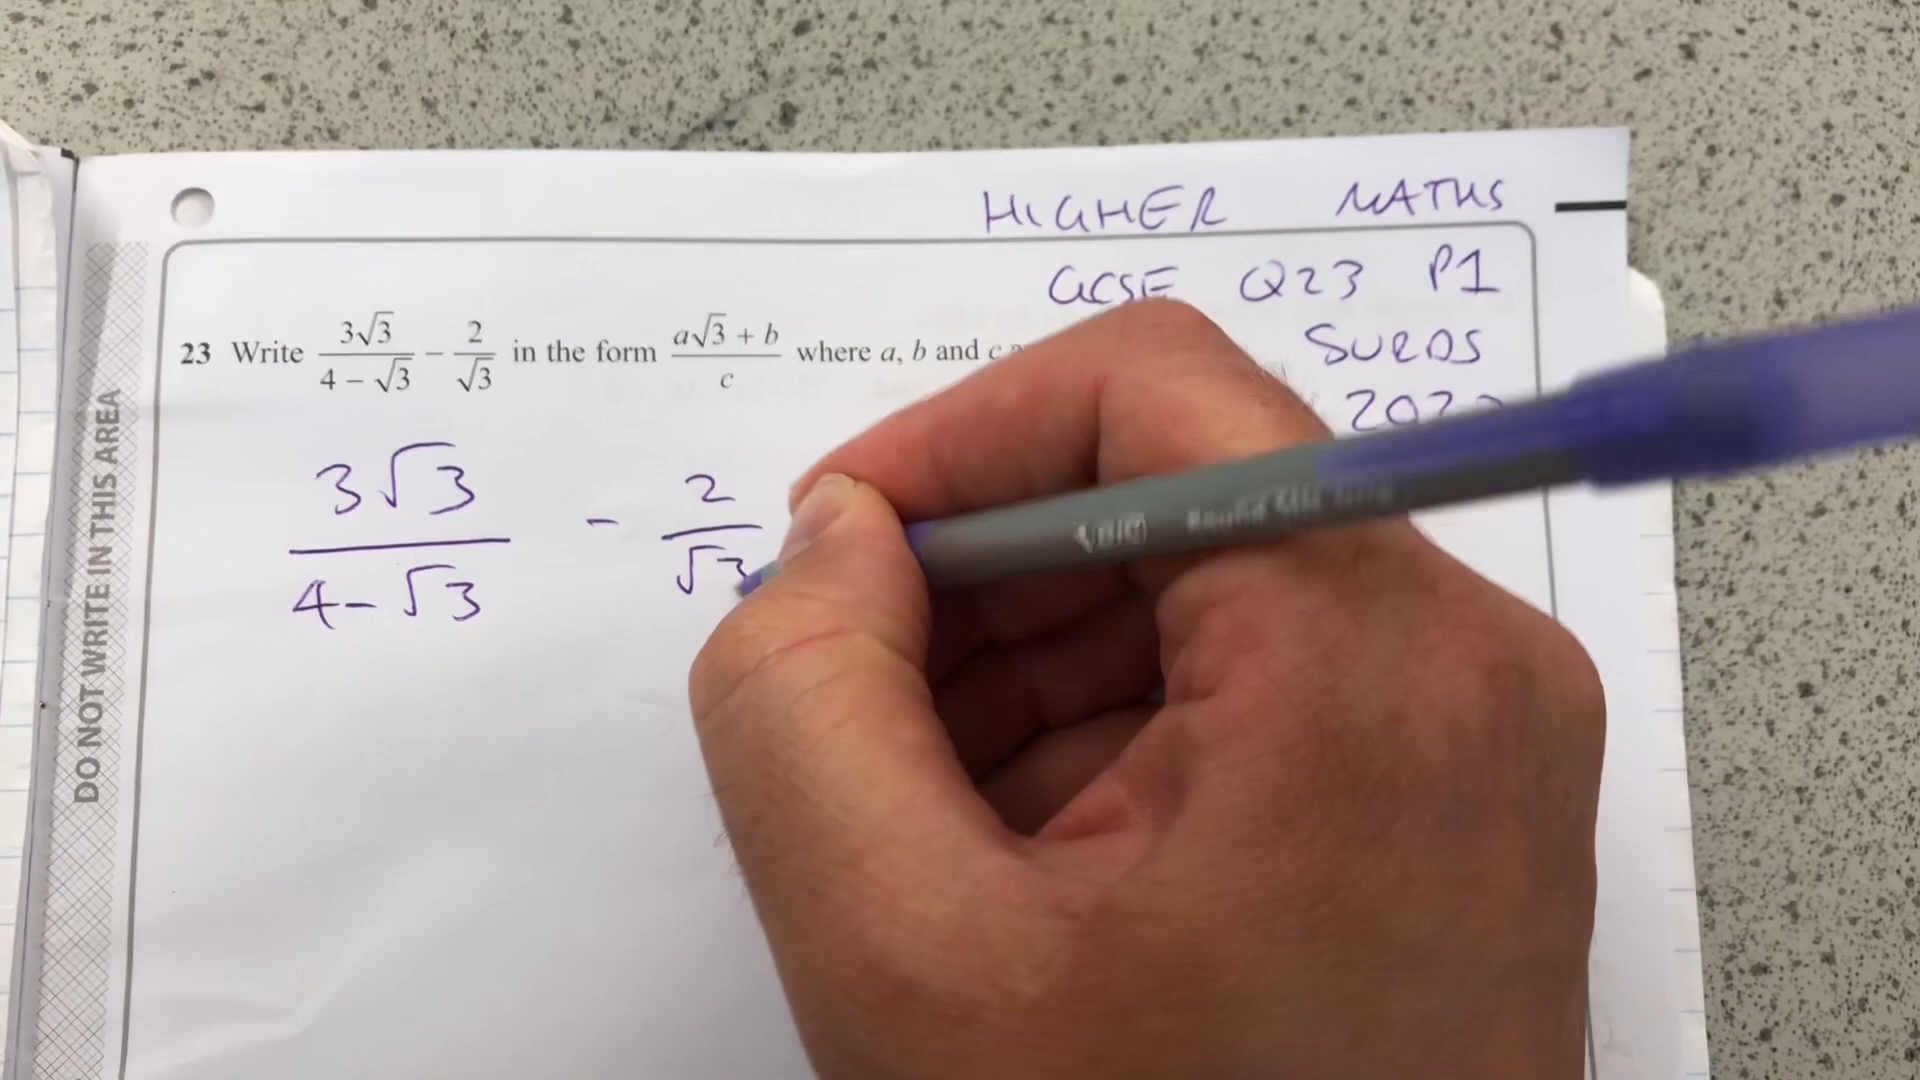 HIGHER MATHS
GCSE Q23 P1
SURDS
23 Write 3√3/(4 − √3) − 2/√3 in the form (a√3 + b)/c where a, b and c
3√3/(4-√3) - 2/√3
DO NOT WRITE IN THIS AREA
BIC